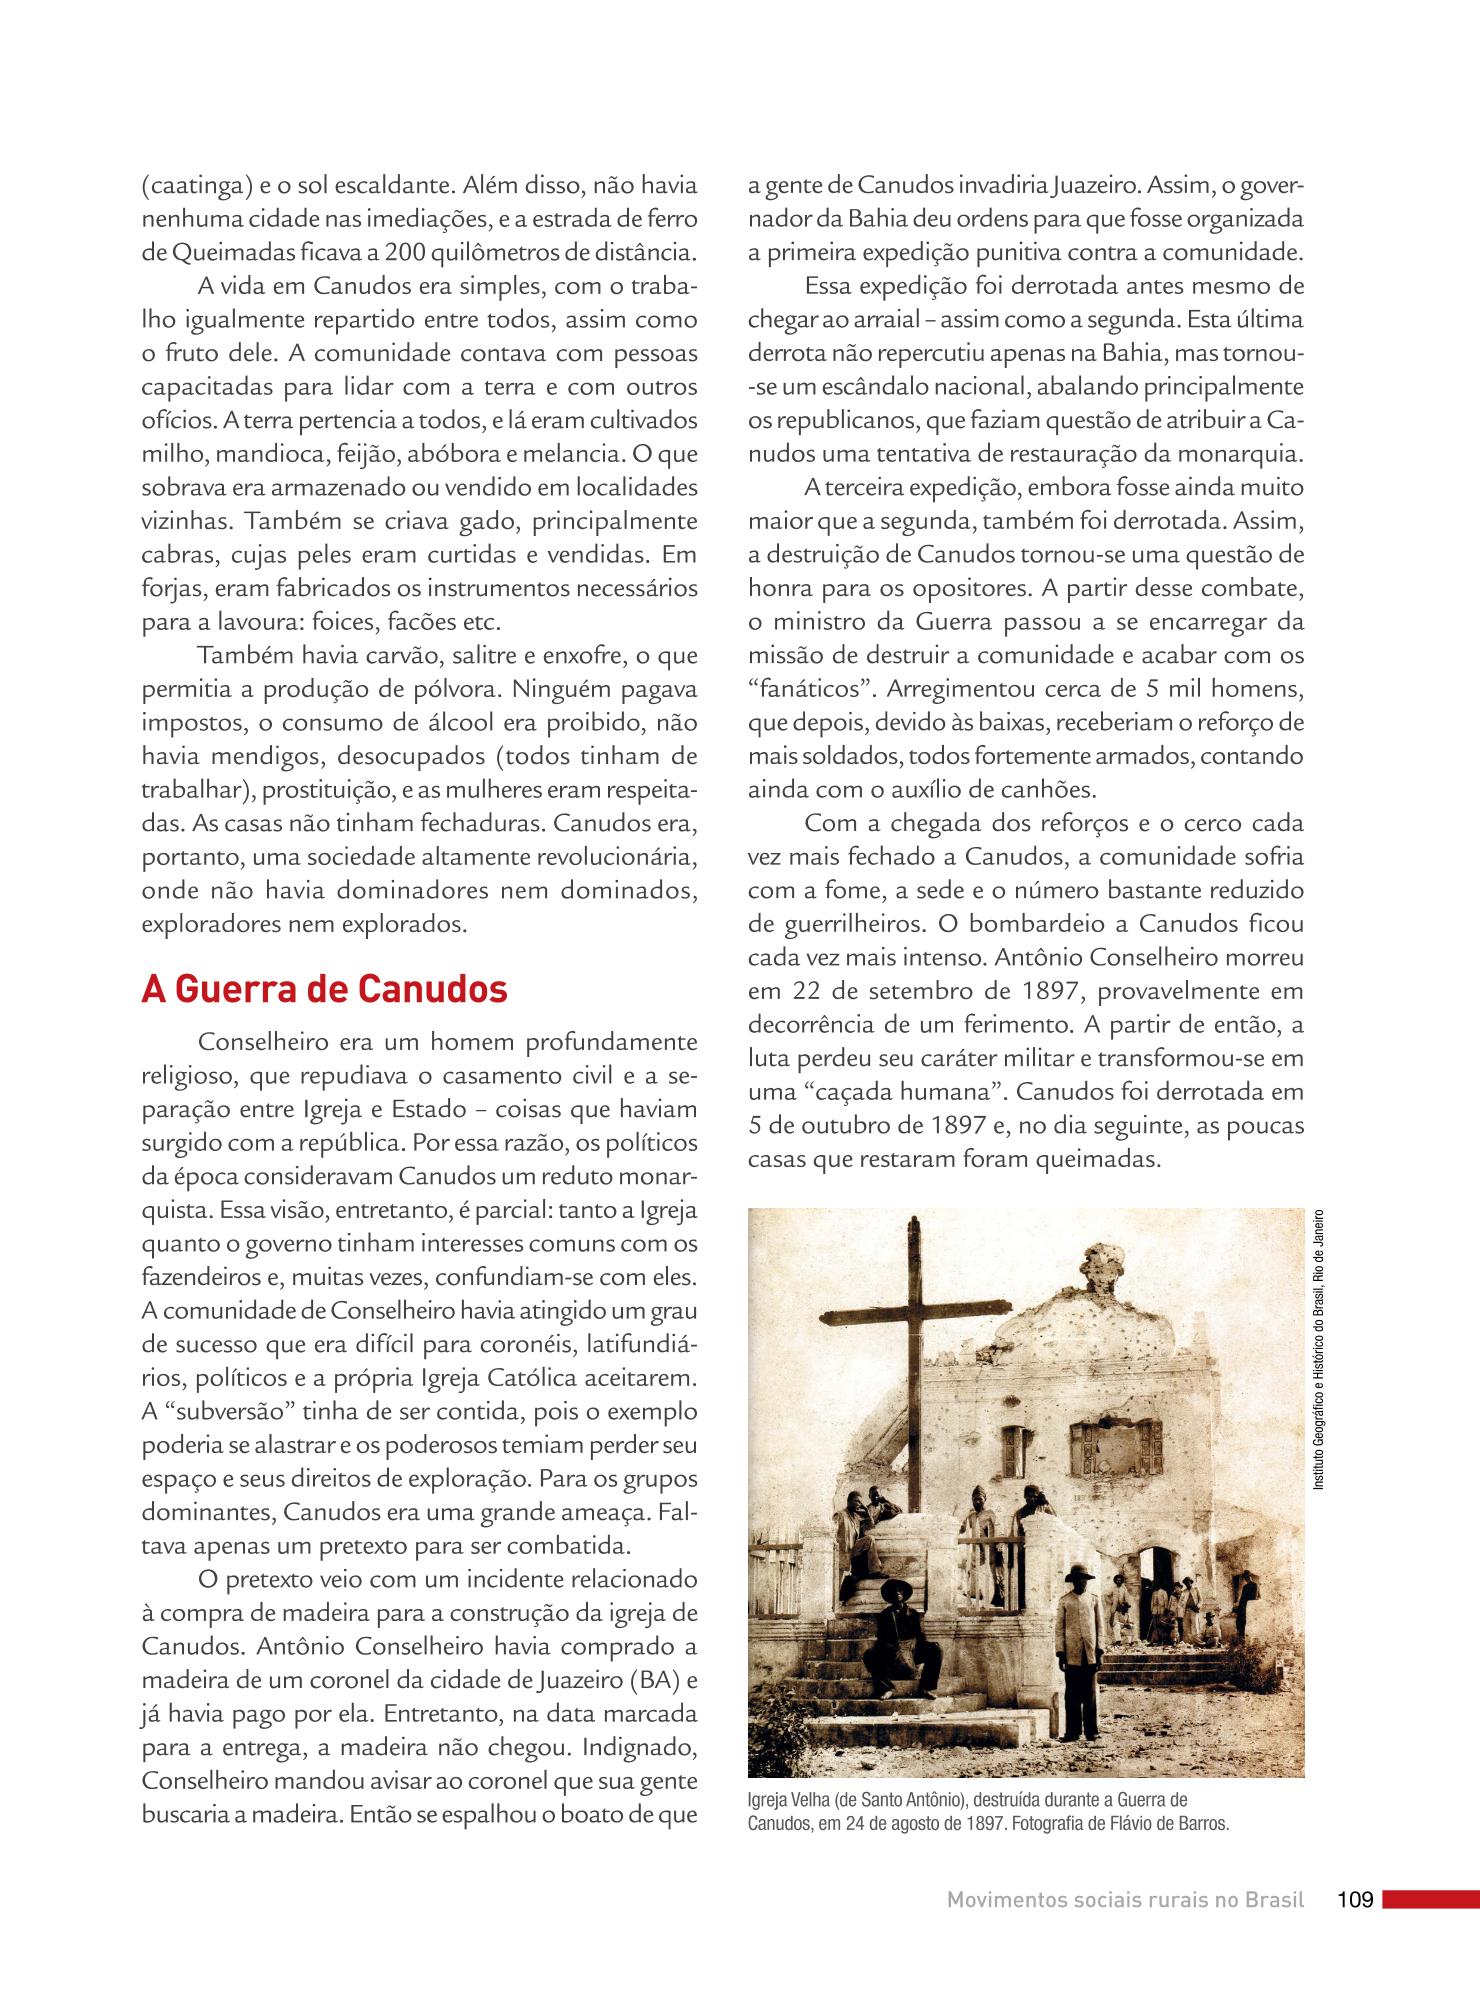 (caatinga) e o sol escaldante. Além disso, não havia
nenhuma cidade nas imediações, e a estrada de ferro
de Queimadas ficava a 200 quilômetros de distância.
A vida em Canudos era simples, com o traba-
lho igualmente repartido entre todos, assim como
o fruto dele. A comunidade contava com pessoas
capacitadas para lidar com a terra e com outros
ofícios. A terra pertencia a todos, e lá eram cultivados
milho, mandioca, feijão, abóbora e melancia. O que
sobrava era armazenado ou vendido em localidades
vizinhas. Também se criava gado, principalmente
cabras, cujas peles eram curtidas e vendidas. Em
forjas, eram fabricados os instrumentos necessários
para a lavoura: foices, facões etc.
Também havia carvão, salitre e enxofre, o que
permitia a produção de pólvora. Ninguém pagava
impostos, o consumo de álcool era proibido, não
havia mendigos, desocupados (todos tinham de
trabalhar), prostituição, e as mulheres eram respeita-
das. As casas não tinham fechaduras. Canudos era,
portanto, uma sociedade altamente revolucionária,
onde não havia dominadores nem dominados,
exploradores nem explorados.
A Guerra de Canudos
Conselheiro era um homem profundamente
religioso, que repudiava o casamento civil e a se-
paração entre Igreja e Estado – coisas que haviam
surgido com a república. Por essa razão, os políticos
da época consideravam Canudos um reduto monar-
quista. Essa visão, entretanto, é parcial: tanto a Igreja
quanto o governo tinham interesses comuns com os
fazendeiros e, muitas vezes, confundiam-se com eles.
A comunidade de Conselheiro havia atingido um grau
de sucesso que era difícil para coronéis, latifundiá-
rios, políticos e a própria Igreja Católica aceitarem.
A “subversão” tinha de ser contida, pois o exemplo
poderia se alastrar e os poderosos temiam perder seu
espaço e seus direitos de exploração. Para os grupos
dominantes, Canudos era uma grande ameaça. Fal-
tava apenas um pretexto para ser combatida.
O pretexto veio com um incidente relacionado
à compra de madeira para a construção da igreja de
Canudos. Antônio Conselheiro havia comprado a
madeira de um coronel da cidade de Juazeiro (BA) e
já havia pago por ela. Entretanto, na data marcada
para a entrega, a madeira não chegou. Indignado,
Conselheiro mandou avisar ao coronel que sua gente
buscaria a madeira. Então se espalhou o boato de que
a gente de Canudos invadiria Juazeiro. Assim, o gover-
nador da Bahia deu ordens para que fosse organizada
a primeira expedição punitiva contra a comunidade.
Essa expedição foi derrotada antes mesmo de
chegar ao arraial – assim como a segunda. Esta última
derrota não repercutiu apenas na Bahia, mas tornou-
-se um escândalo nacional, abalando principalmente
os republicanos, que faziam questão de atribuir a Ca-
nudos uma tentativa de restauração da monarquia.
A terceira expedição, embora fosse ainda muito
maior que a segunda, também foi derrotada. Assim,
a destruição de Canudos tornou-se uma questão de
honra para os opositores. A partir desse combate,
o ministro da Guerra passou a se encarregar da
missão de destruir a comunidade e acabar com os
“fanáticos”. Arregimentou cerca de 5 mil homens,
que depois, devido às baixas, receberiam o reforço de
mais soldados, todos fortemente armados, contando
ainda com o auxílio de canhões.
Com a chegada dos reforços e o cerco cada
vez mais fechado a Canudos, a comunidade sofria
com a fome, a sede e o número bastante reduzido
de guerrilheiros. O bombardeio a Canudos ficou
cada vez mais intenso. Antônio Conselheiro morreu
em 22 de setembro de 1897, provavelmente em
decorrência de um ferimento. A partir de então, a
luta perdeu seu caráter militar e transformou-se em
uma “caçada humana”. Canudos foi derrotada em
5 de outubro de 1897 e, no dia seguinte, as poucas
casas que restaram foram queimadas.
Instituto Geográfico e Histórico do Brasil, Rio de Janeiro
Igreja Velha (de Santo Antônio), destruída durante a Guerra de
Canudos, em 24 de agosto de 1897. Fotografia de Flávio de Barros.
Movimentos sociais rurais no Brasil 109